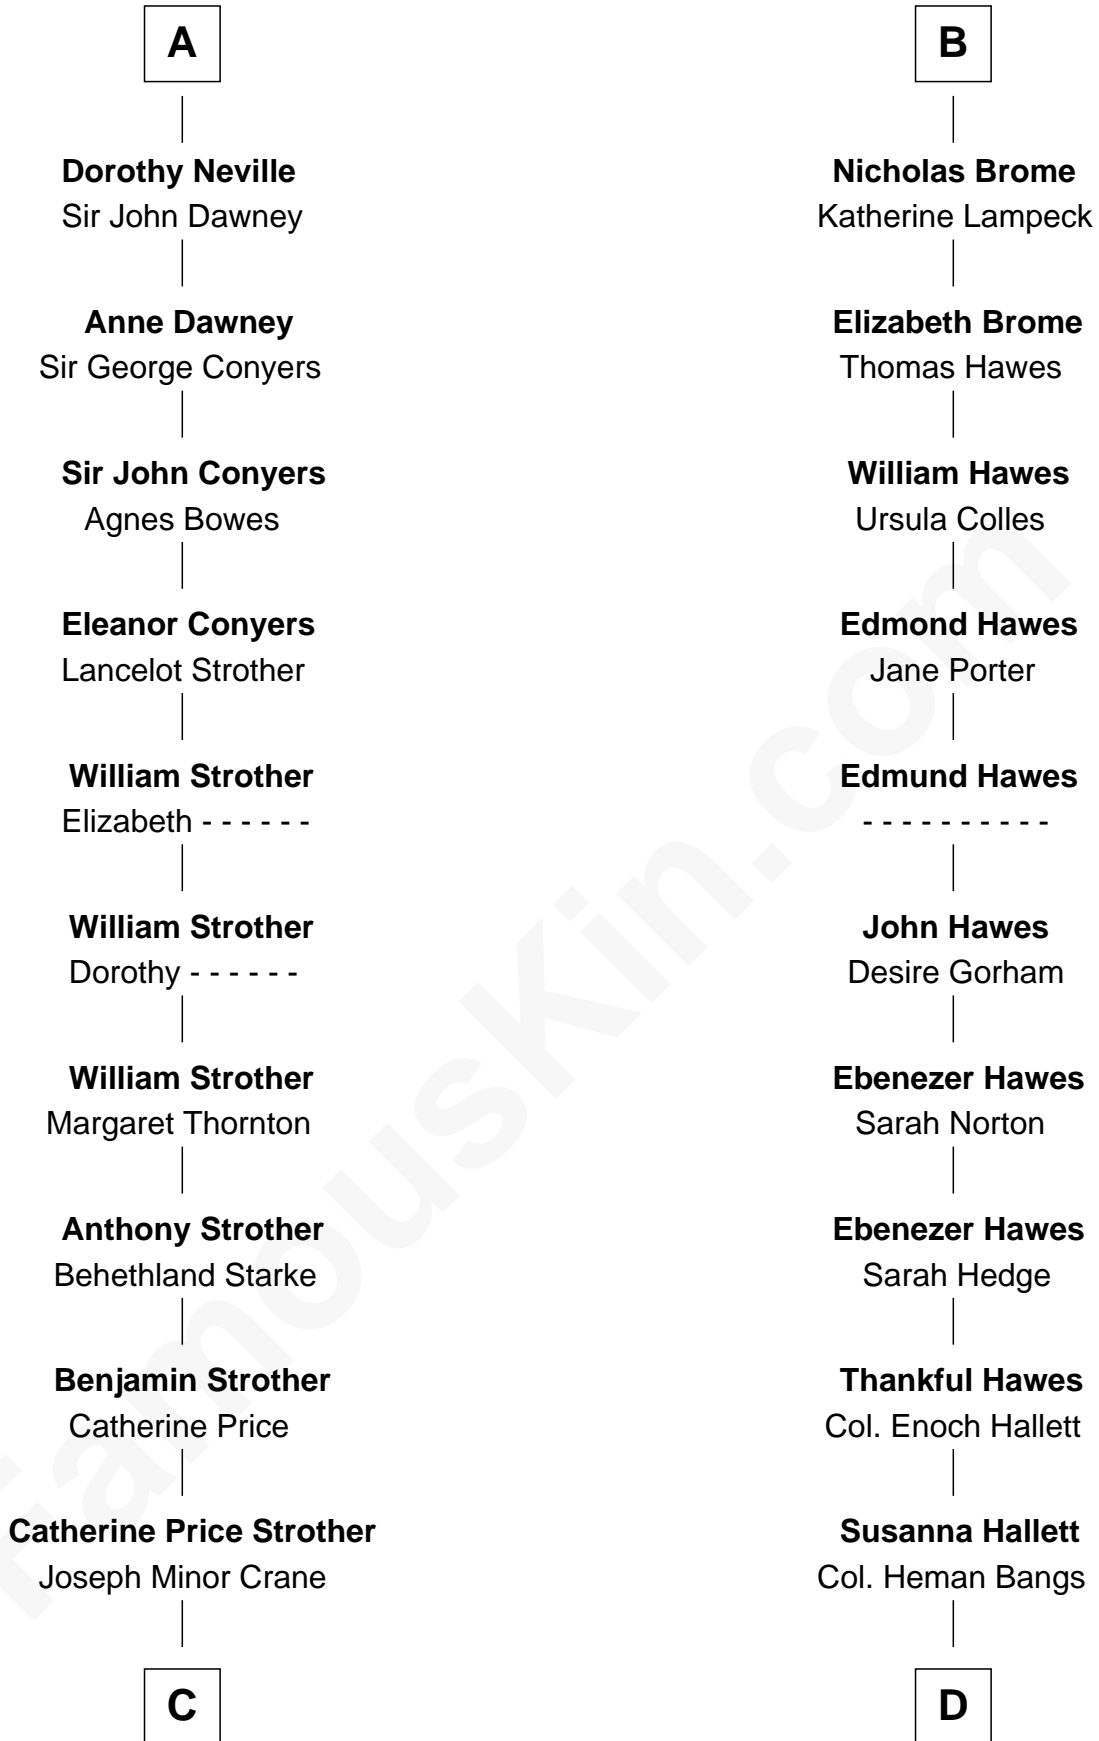 A
Dorothy Neville
Sir John Dawney
Anne Dawney
Sir George Conyers
Sir John Conyers
Agnes Bowes
Eleanor Conyers
Lancelot Strother
William Strother
Elizabeth - - - - - -
William Strother
Dorothy - - - - - -
William Strother
Margaret Thornton
Anthony Strother
Behethland Starke
Benjamin Strother
Catherine Price
Catherine Price Strother
Joseph Minor Crane
C
B
Nicholas Brome
Katherine Lampeck
Elizabeth Brome
Thomas Hawes
William Hawes
Ursula Colles
Edmond Hawes
Jane Porter
Edmund Hawes
- - - - - - - - - -
John Hawes
Desire Gorham
Ebenezer Hawes
Sarah Norton
Ebenezer Hawes
Sarah Hedge
Thankful Hawes
Col. Enoch Hallett
Susanna Hallett
Col. Heman Bangs
D
FamousKin.com